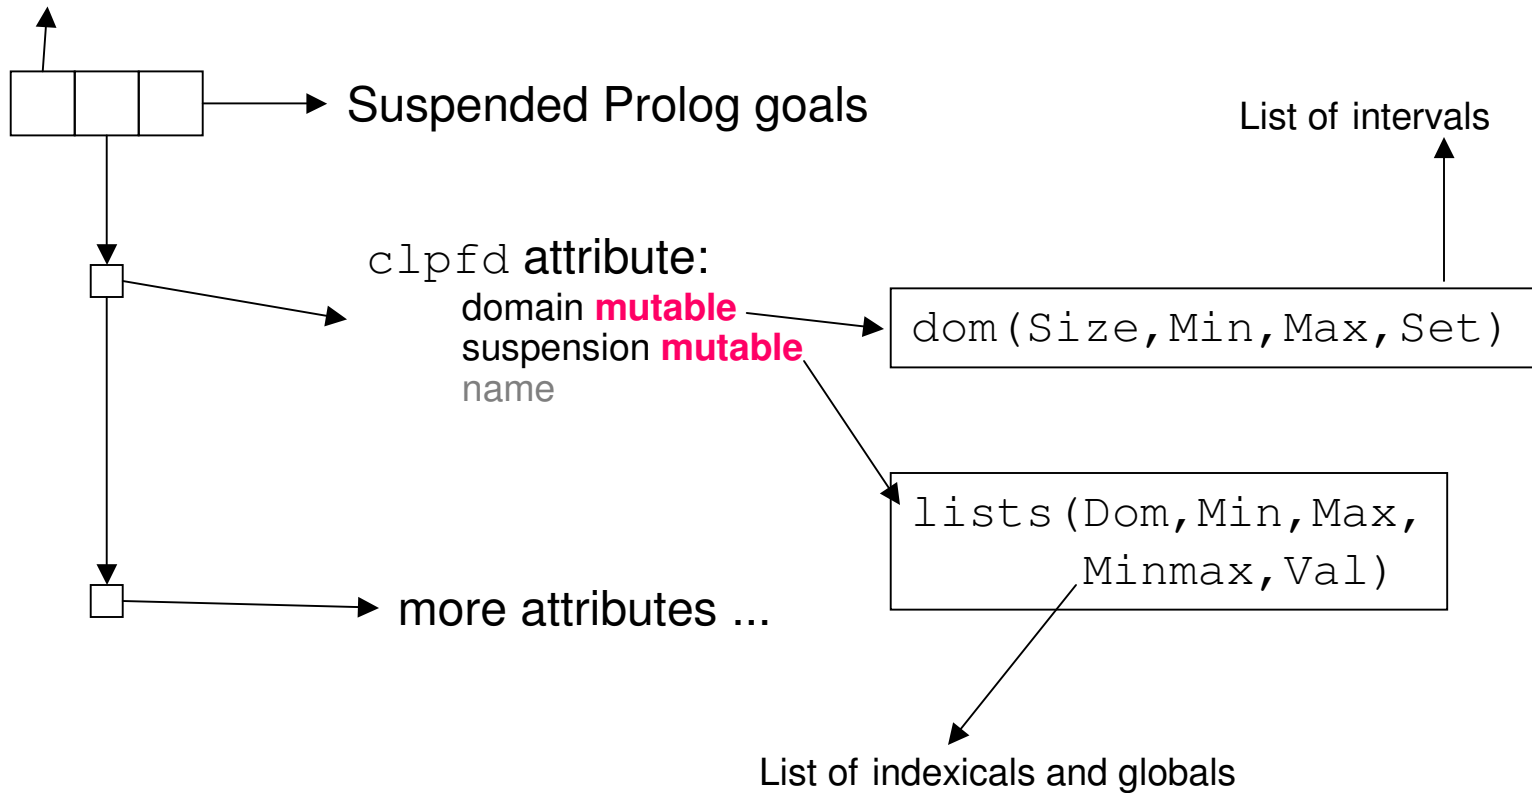 Suspended Prolog goals
List of intervals
clpfd attribute:
domain mutable
suspension mutable
name
dom(Size,Min,Max,Set)
lists(Dom,Min,Max,
Minmax,Val)
more attributes ...
List of indexicals and globals